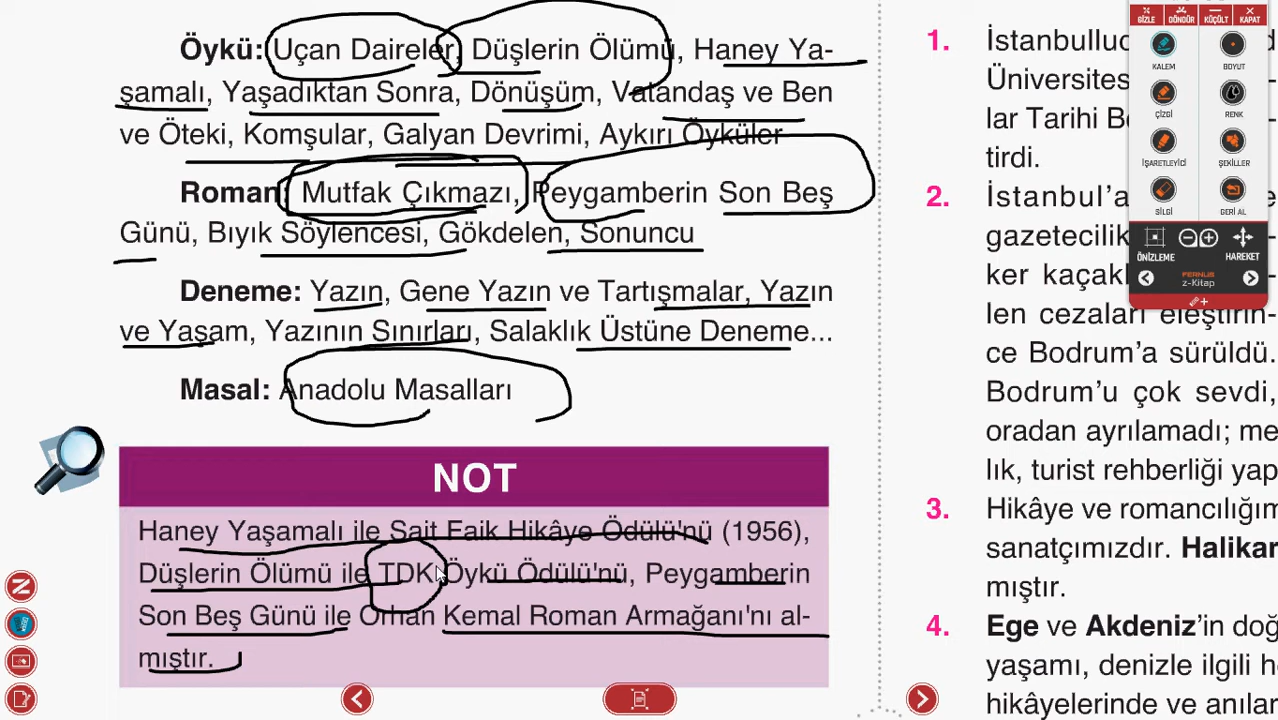 Öykü: Uçan Daireler, Düşlerin Ölümü, Haney Ya-
şamalı, Yaşadıktan Sonra, Dönüşüm, Vatandaş ve Ben
ve Öteki, Komşular, Galyan Devrimi, Aykırı Öyküler
Roman: Mutfak Çıkmazı, Peygamberin Son Beş
Günü, Bıyık Söylencesi, Gökdelen, Sonuncu
Deneme: Yazın, Gene Yazın ve Tartışmalar, Yazın
ve Yaşam, Yazının Sınırları, Salaklık Üstüne Deneme...
Masal: Anadolu Masalları
NOT
Haney Yaşamalı ile Sait Faik Hikâye Ödülü'nü (1956),
Düşlerin Ölümü ile TDK Öykü Ödülü'nü, Peygamberin
Son Beş Günü ile Orhan Kemal Roman Armağanı'nı al-
mıştır.
1. İstanbulluc
Üniversites
lar Tarihi B
tirdi.
2. İstanbul'a
gazetecilik
ker kaçakl
len cezaları eleştirin-
ce Bodrum'a sürüldü.
Bodrum'u çok sevdi,
oradan ayrılamadı; me
lık, turist rehberliği yap
3. Hikâye ve romancılığım
sanatçımızdır. Halikar
mıştır.
4. Ege ve Akdeniz'in doğ
yaşamı, denizle ilgili h
hikâyelerinde ve anılar
GİZLE DÖNDÜR KÜÇÜLT KAPAT
KALEM BOYUT
ÇİZGİ RENK
İŞARETLEYİCİ ŞEKİLLER
SİLGİ GERİ AL
ÖNİZLEME HAREKET
FERNUS
z-Kitap